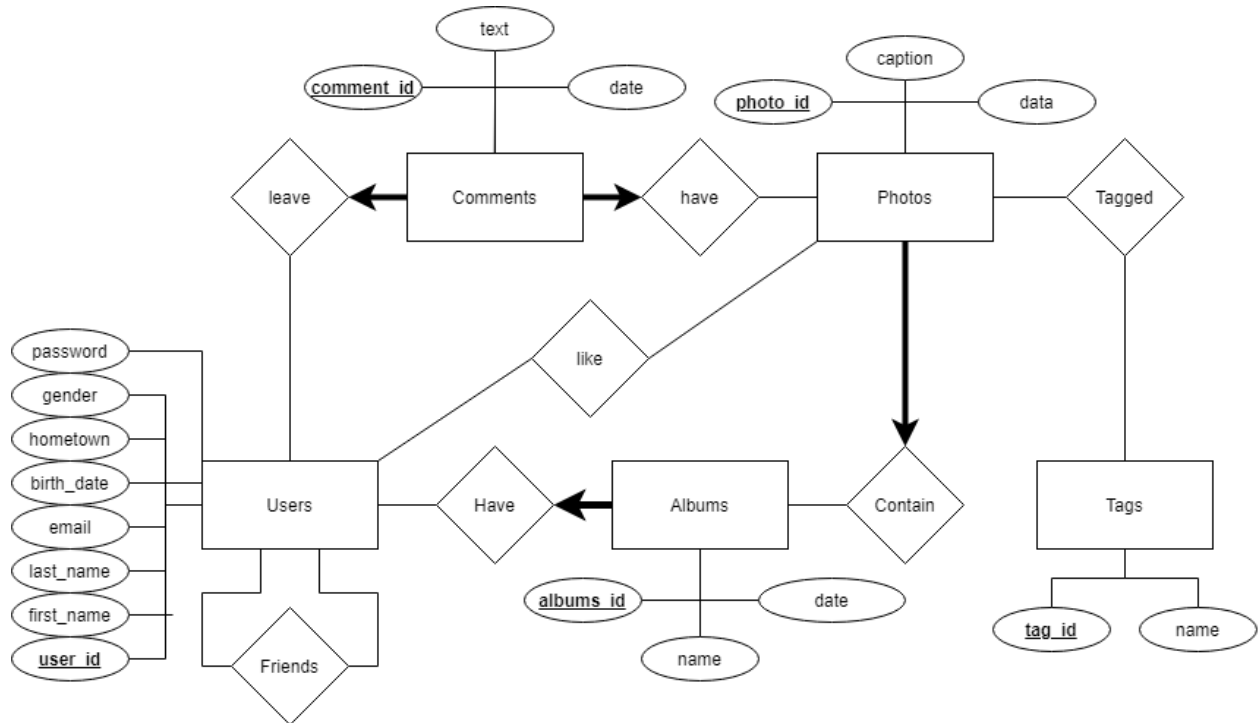 text
comment_id
date
caption
photo_id
data
leave
Comments
have
Photos
Tagged
like
password
gender
hometown
birth_date
email
last_name
first_name
user_id
Users
Have
Albums
Contain
Tags
albums_id
date
name
tag_id
name
Friends